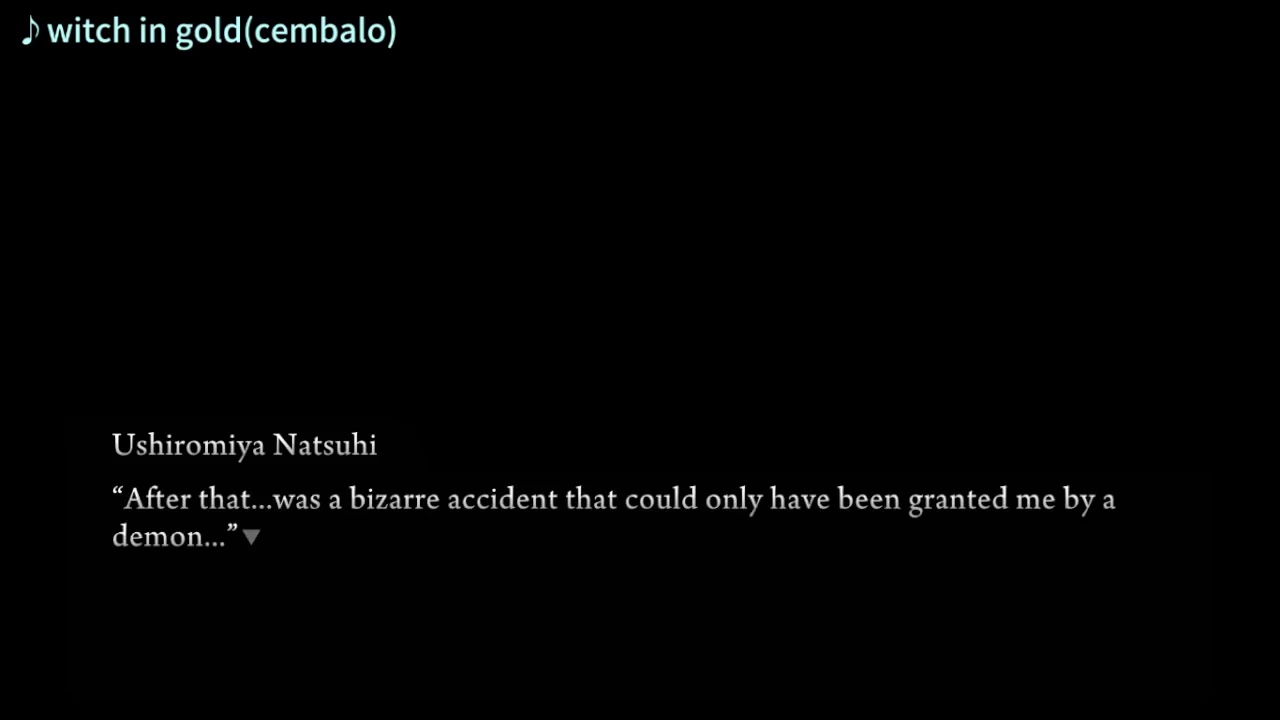 ♪witch in gold(cembalo)
Ushiromiya Natsuhi
“After that...was a bizarre accident that could only have been granted me by a
demon...”▼